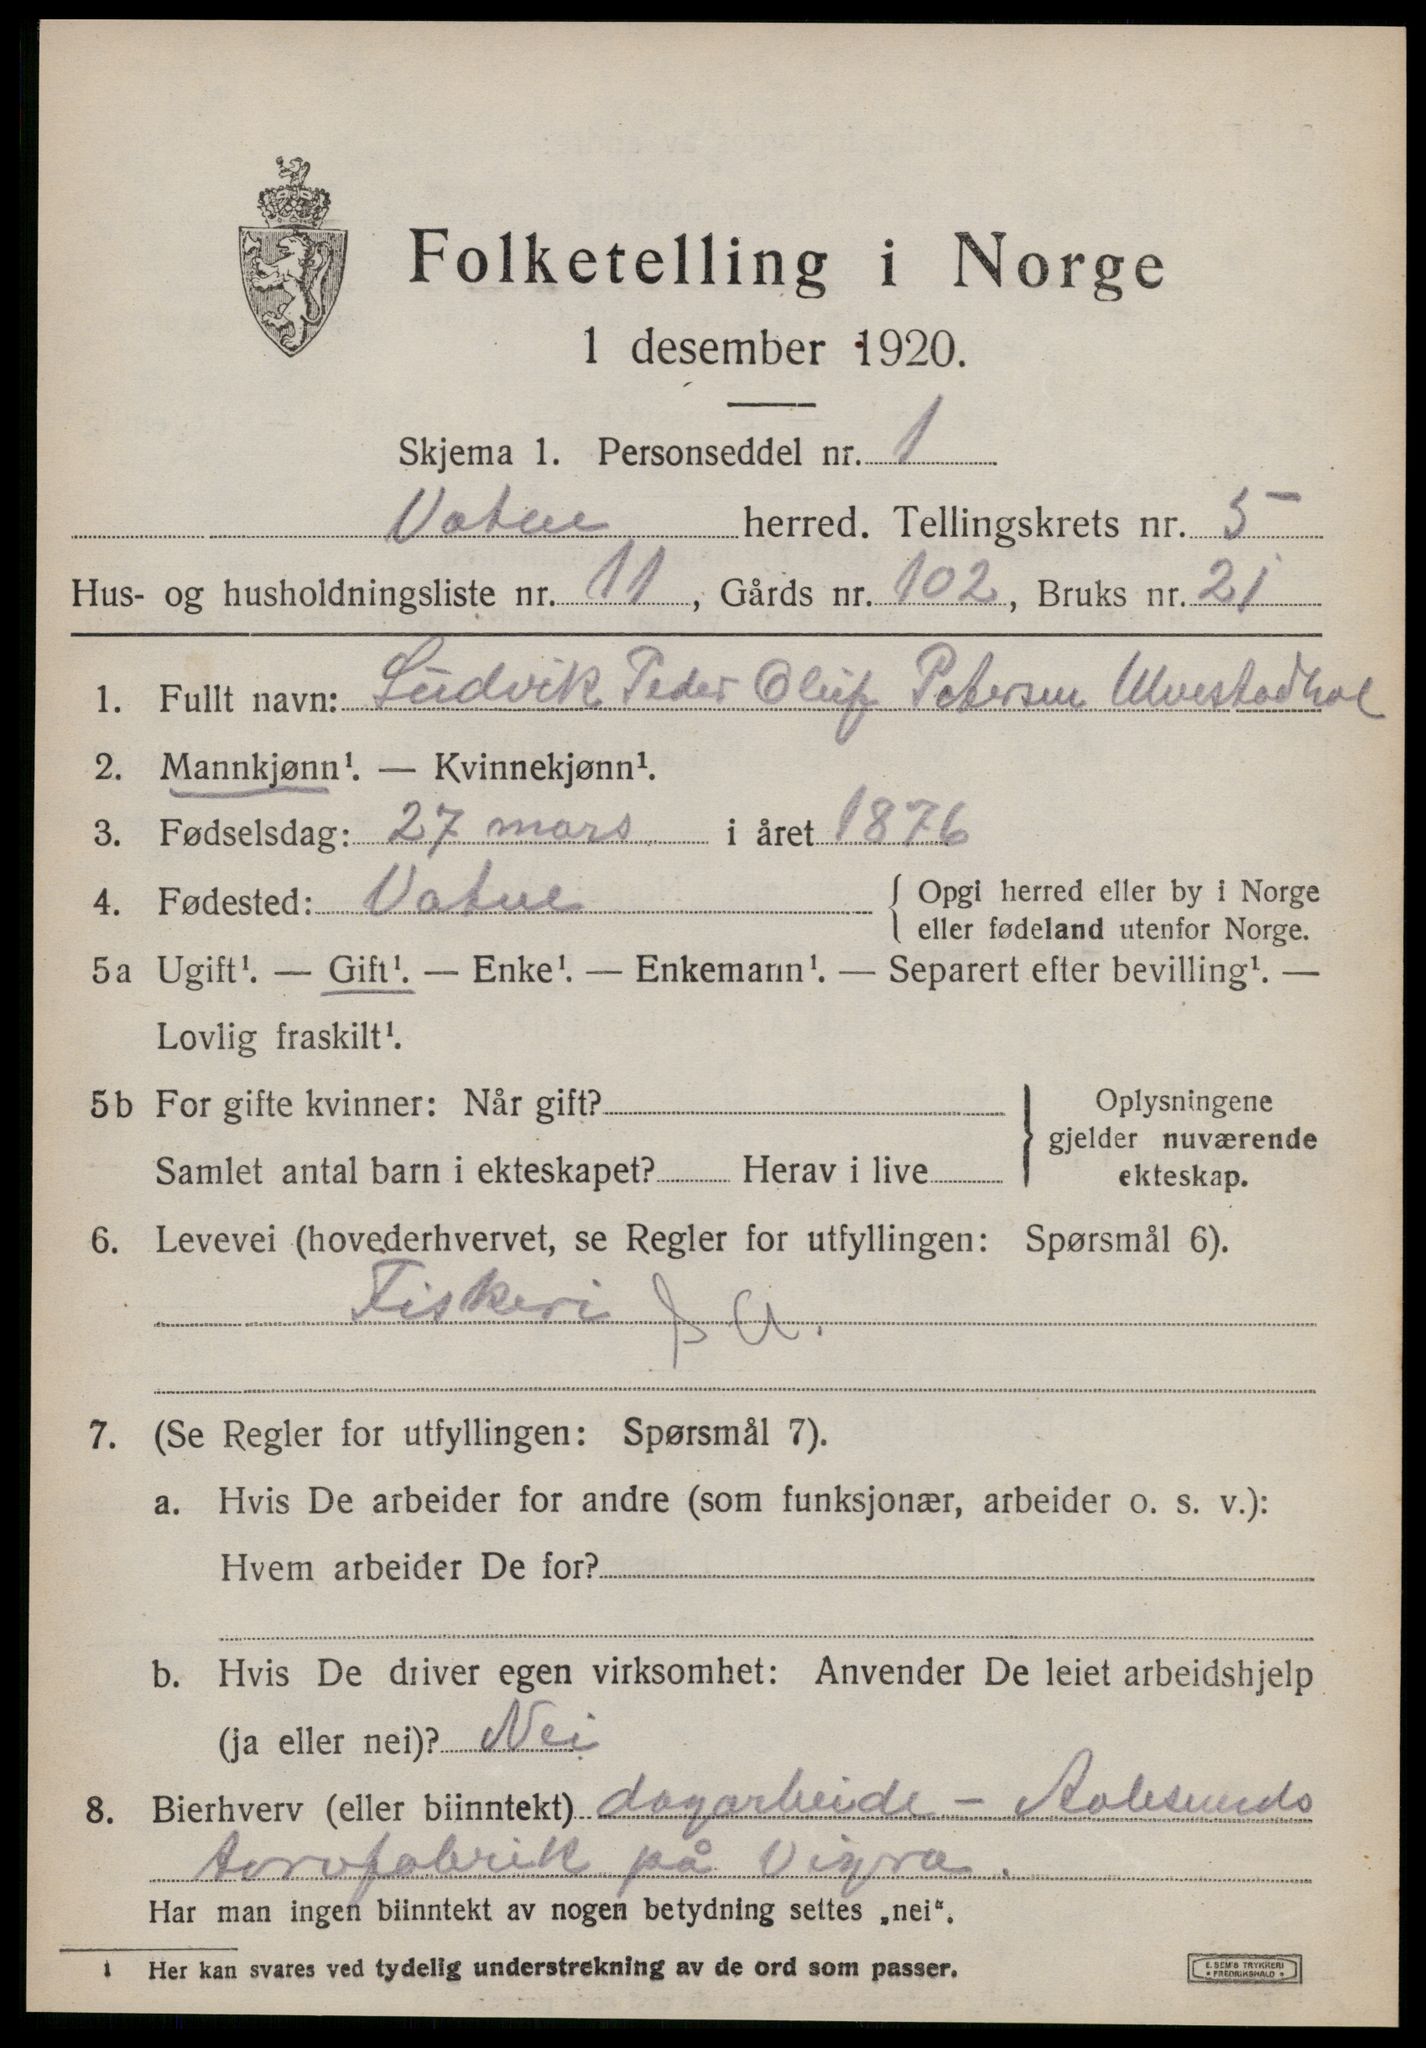 Folketelling i Norge
1 desember 1920.
Skjema 1. Personseddel nr. 1
Vatne herred. Tellingskrets nr. 5
Hus- og husholdningsliste nr. 11, Gårds nr. 102, Bruks nr. 21
1. Fullt navn: Ludvik Peder Oluf Petersen Ulvestadhol
2. Mannkjønn¹. — Kvinnekjønn¹.
3. Fødselsdag: 27 mars i året 1876
4. Fødested: Vatne { Opgi herred eller by i Norge
eller fødeland utenfor Norge.
5a Ugift¹. — Gift¹. — Enke¹. — Enkemann¹. — Separert efter bevilling¹. —
Lovlig fraskilt¹.
5b For gifte kvinner: Når gift?
Samlet antal barn i ekteskapet? Herav i live
} Oplysningene
gjelder nuværende
ekteskap.
6. Levevei (hovederhvervet, se Regler for utfyllingen: Spørsmål 6).
Fiskeri
7. (Se Regler for utfyllingen: Spørsmål 7).
a. Hvis De arbeider for andre (som funksjonær, arbeider o. s. v.):
Hvem arbeider De for?
b. Hvis De driver egen virksomhet: Anvender De leiet arbeidshjelp
(ja eller nei)? Nei
8. Bierhverv (eller biinntekt) dagarbeide - Aalesunds
på Vigra.
Har man ingen biinntekt av nogen betydning settes „nei“.
1 Her kan svares ved tydelig understrekning av de ord som passer.
E. SEM'S TRYKKERI
* FREDRIKSHALD *